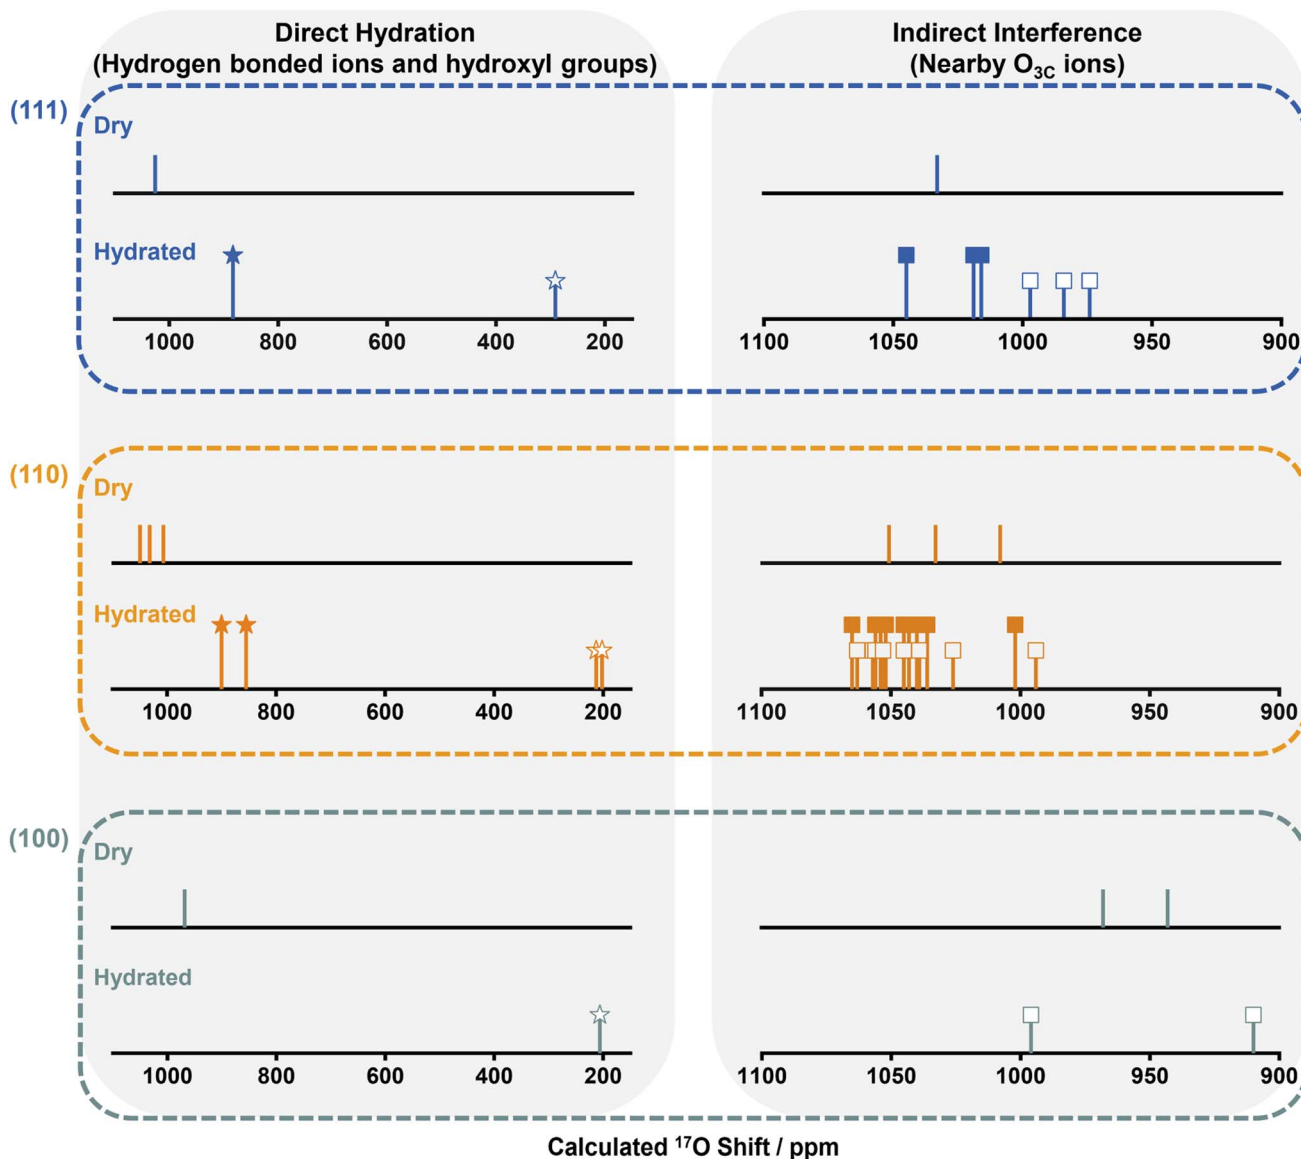 Direct Hydration
(Hydrogen bonded ions and hydroxyl groups)
Indirect Interference
(Nearby O3C ions)
(111)
Dry
Hydrated
1000 800 600 400 200
1100 1050 1000 950 900
(110)
Dry
Hydrated
1000 800 600 400 200
1100 1050 1000 950 900
(100)
Dry
Hydrated
1000 800 600 400 200
1100 1050 1000 950 900
Calculated 17O Shift / ppm